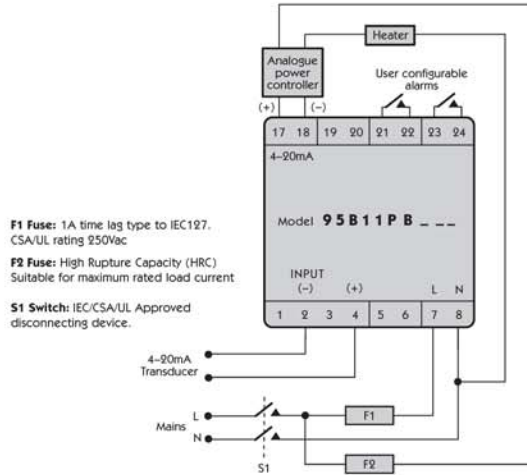 Heater
Analogue
power
controller
User configurable
alarms
(+) (−)
17 18 19 20 21 22 23 24
4–20mA
F1 Fuse: 1A time lag type to IEC127.
CSA/UL rating 250Vac
F2 Fuse: High Rupture Capacity (HRC)
Suitable for maximum rated load current
S1 Switch: IEC/CSA/UL Approved
disconnecting device.
Model 95B11PB _ _ _
INPUT
(−) (+) L N
1 2 3 4 5 6 7 8
4–20mA
Transducer
L
Mains
N
F1
F2
S1